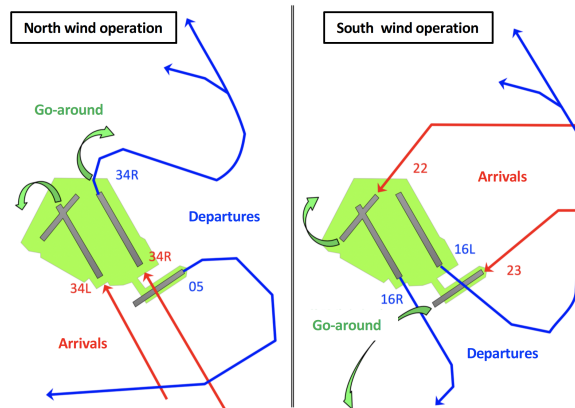 North wind operation
Go-around
34R
Departures
34R
34L
05
Arrivals
South wind operation
22
Arrivals
16L
23
16R
Go-around
Departures